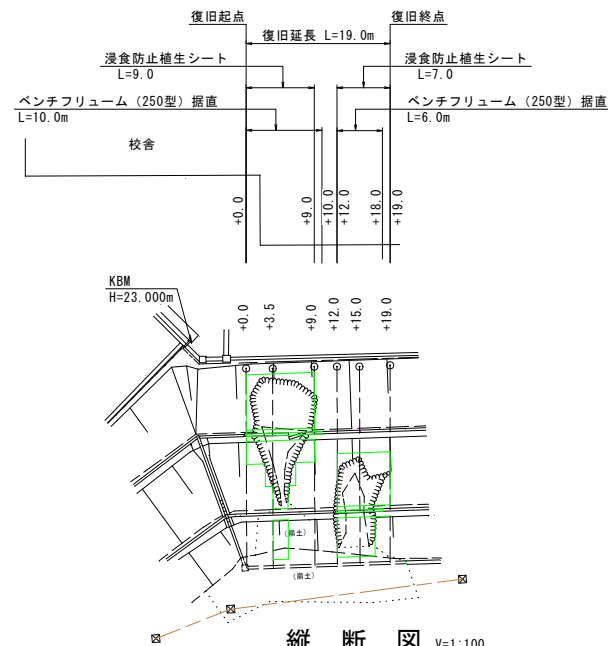 復旧起点
復旧終点
復旧延長 L=19.0m
浸食防止植生シート
L=9.0
浸食防止植生シート
L=7.0
ベンチフリューム（250型）据直
L=10.0m
ベンチフリューム（250型）据直
L=6.0m
校舎
+0.0
+9.0
+10.0
+12.0
+18.0
+19.0
KBM
H=23.000m
+0.0
+3.5
+9.0
+12.0
+15.0
+19.0
(崩土)
(崩土)
縦断図 V=1:100